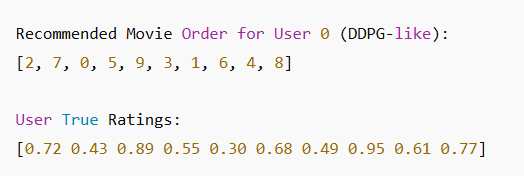 Recommended Movie Order for User 0 (DDPG-like):
[2, 7, 0, 5, 9, 3, 1, 6, 4, 8]
User True Ratings:
[0.72 0.43 0.89 0.55 0.30 0.68 0.49 0.95 0.61 0.77]